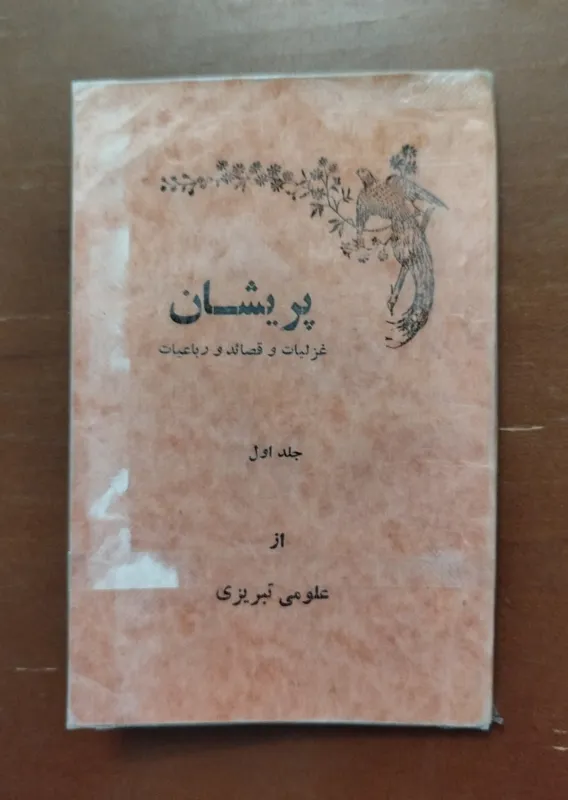 پریشان
غزلیات و قصائد و رباعیات
جلد اول
از
علومی تبریزی